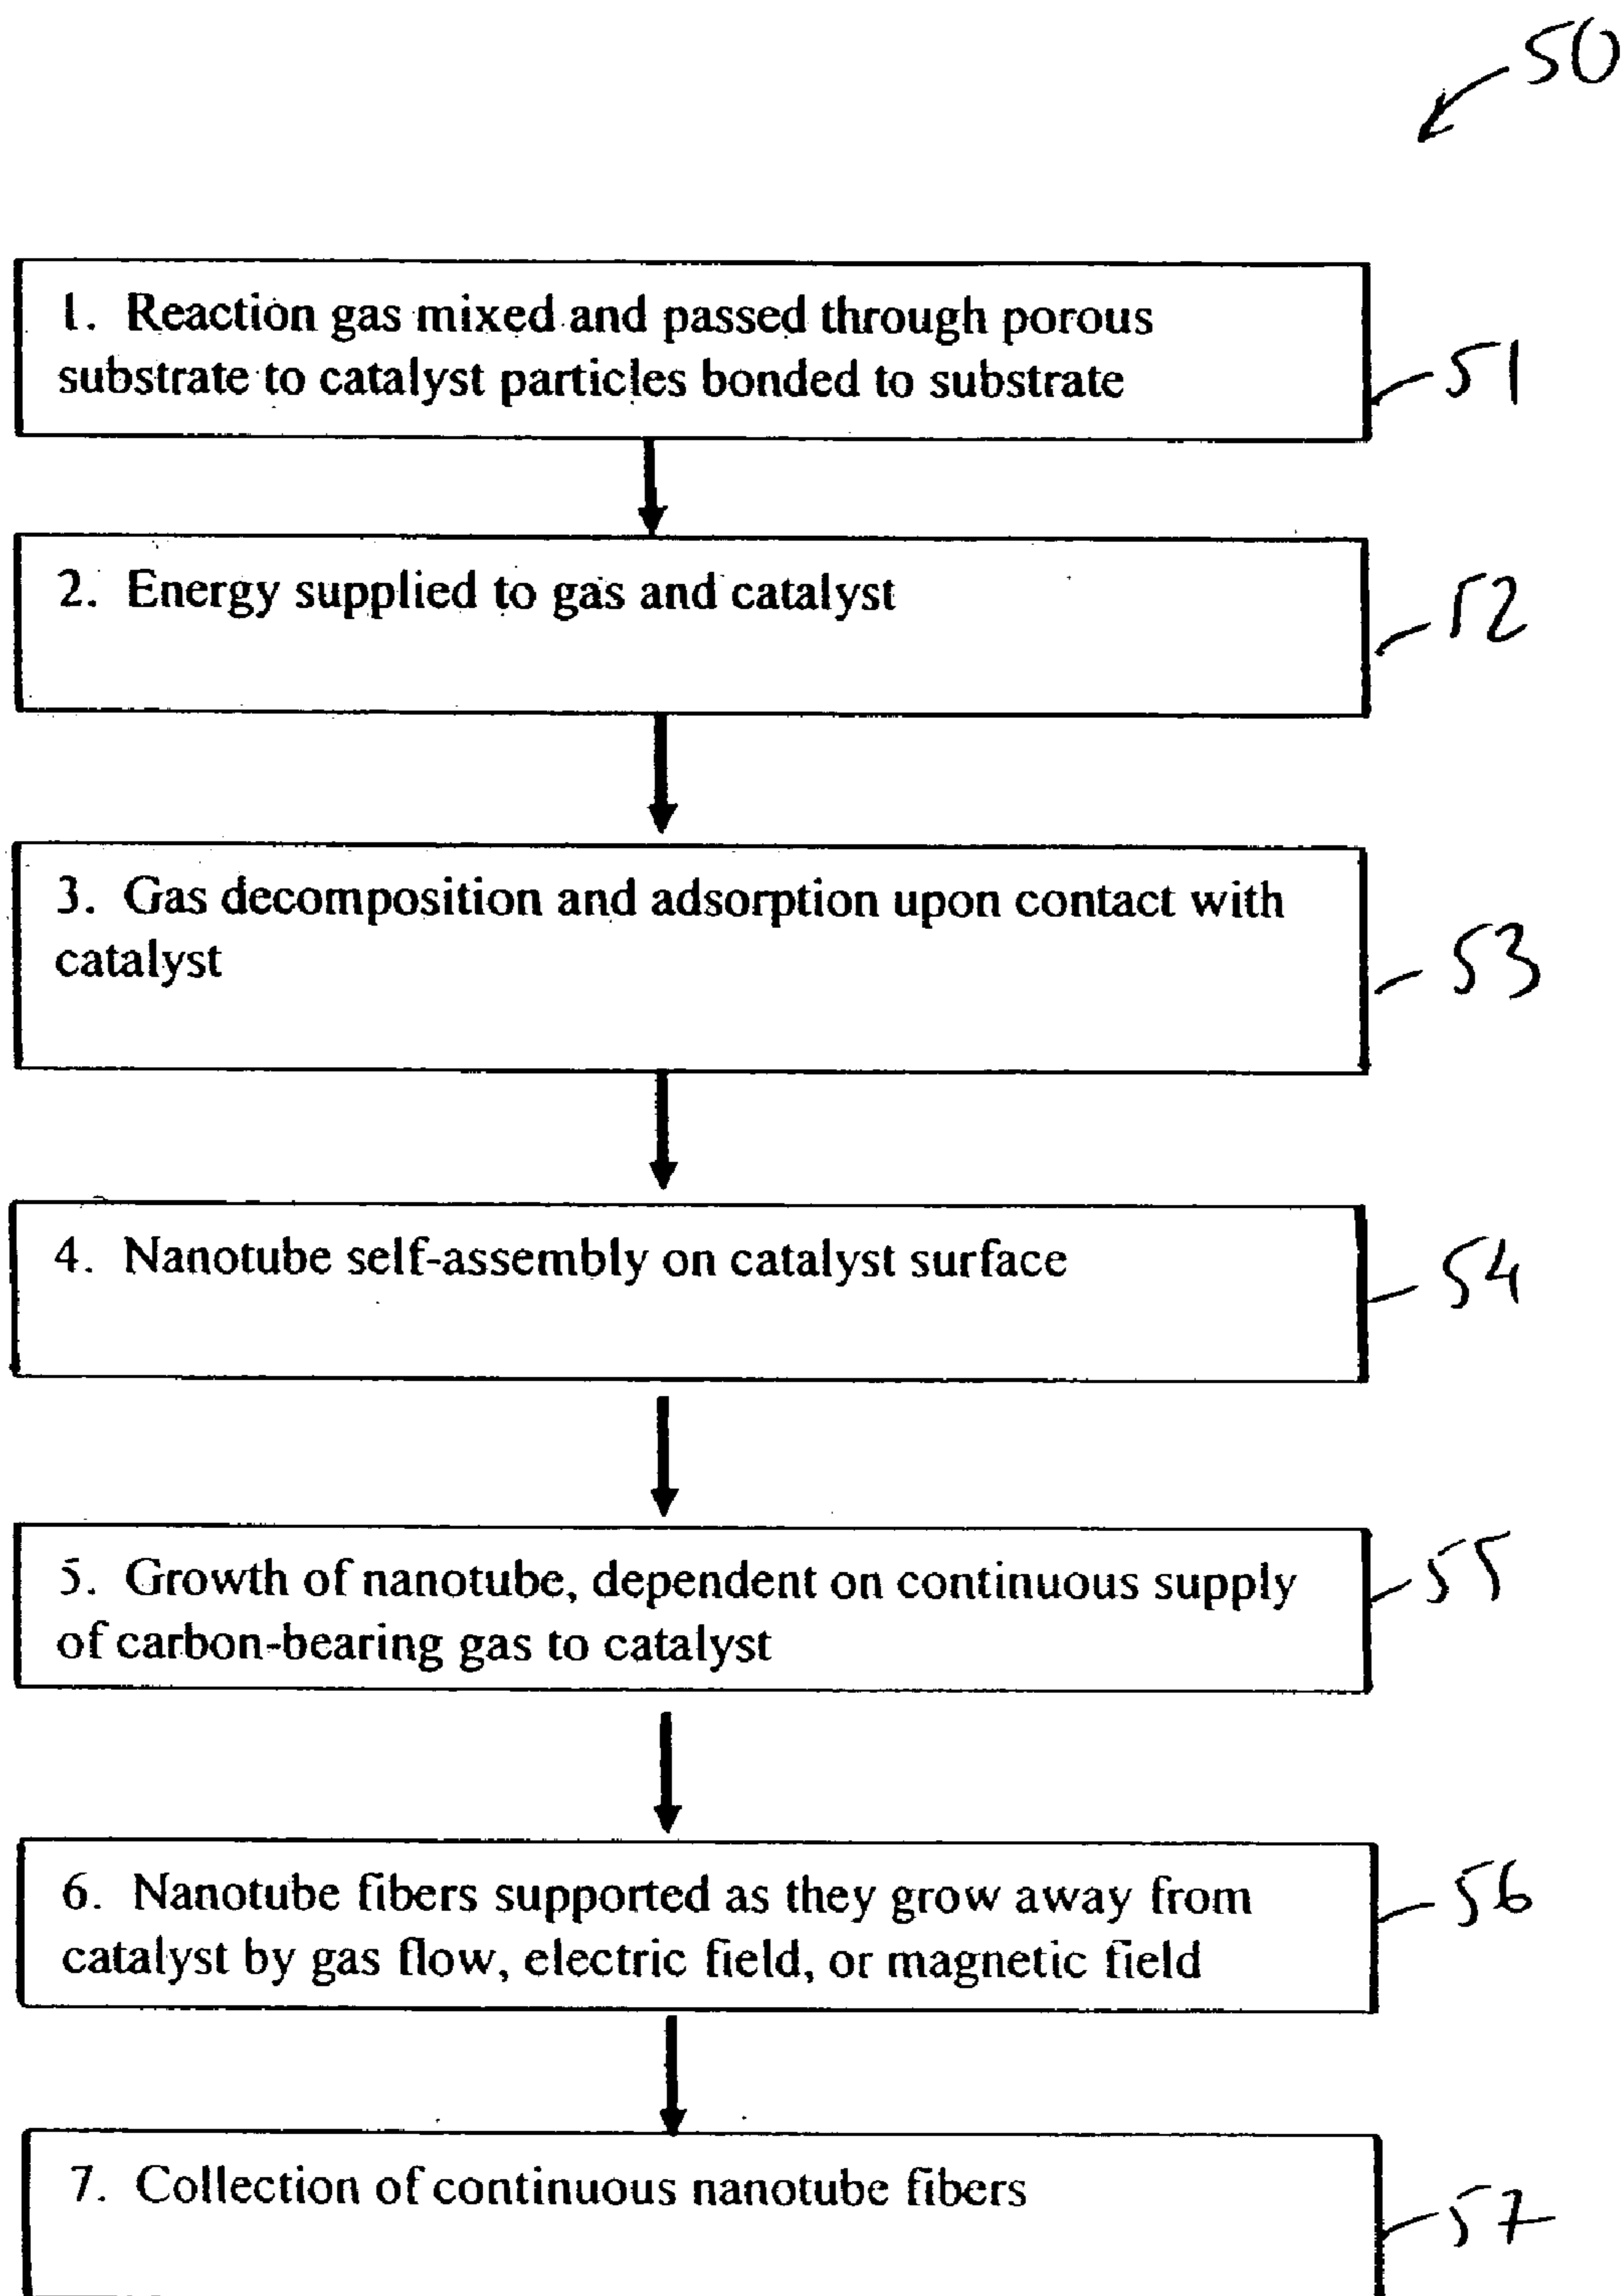 50
1. Reaction gas mixed and passed through porous
substrate to catalyst particles bonded to substrate
51
2. Energy supplied to gas and catalyst
52
3. Gas decomposition and adsorption upon contact with
catalyst
53
4. Nanotube self-assembly on catalyst surface
54
5. Growth of nanotube, dependent on continuous supply
of carbon-bearing gas to catalyst
55
6. Nanotube fibers supported as they grow away from
catalyst by gas flow, electric field, or magnetic field
56
7. Collection of continuous nanotube fibers
57